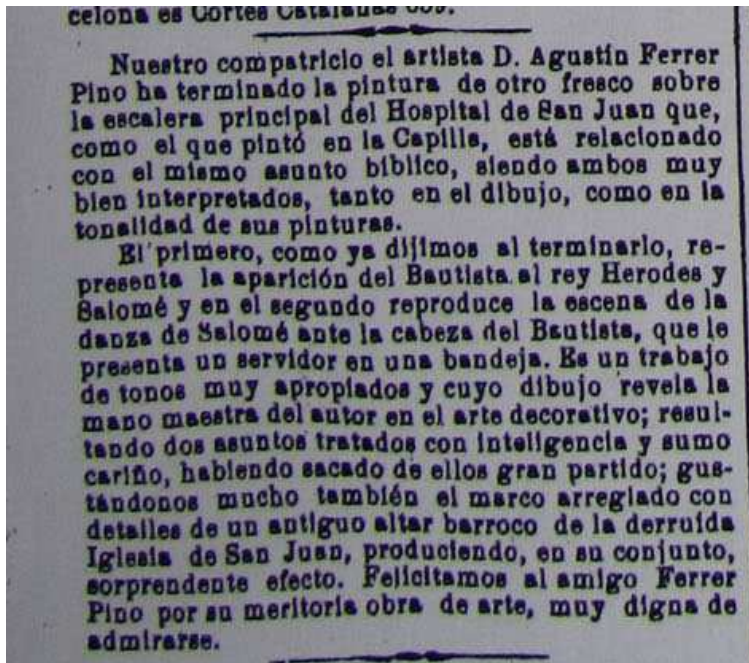 celona es Cortes Catalanas 639.
Nuestro compatricio el artista D. Agustín Ferrer
Pino ha terminado la pintura de otro fresco sobre
la escalera principal del Hospital de San Juan que,
como el que pintó en la Capilla, está relacionado
con el mismo asunto bíblico, siendo ambos muy
bien interpretados, tanto en el dibujo, como en la
tonalidad de sus pinturas.
El primero, como ya dijimos al terminarlo, re-
presenta la aparición del Bautista al rey Herodes y
Salomé y en el segundo reproduce la escena de la
danza de Salomé ante la cabeza del Bautista, que le
presenta un servidor en una bandeja. Es un trabajo
de tonos muy apropiados y cuyo dibujo revela la
mano maestra del autor en el arte decorativo; resul-
tando dos asuntos tratados con inteligencia y sumo
cariño, habiendo sacado de ellos gran partido; gus-
tándonos mucho también el marco arreglado con
detalles de un antiguo altar barroco de la derruída
Iglesia de San Juan, produciendo, en su conjunto,
sorprendente efecto. Felicitamos al amigo Ferrer
Pino por su meritoria obra de arte, muy digna de
admirarse.